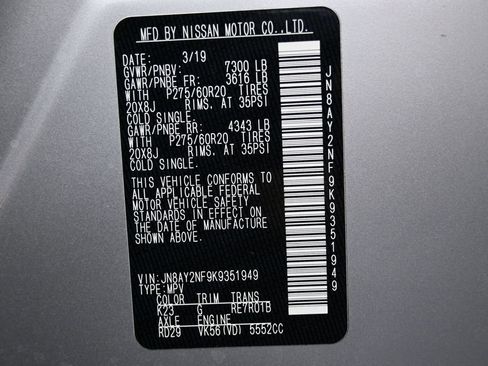 MFD BY NISSAN MOTOR CO.,LTD.
DATE: 3/19
GVWR/PNBV: 7300 LB
GAWR/PNBE FR: 3616 LB
WITH P275/60R20 TIRES
20X8J RIMS. AT 35PSI
COLD SINGLE.
GAWR/PNBE RR: 4343 LB
WITH P275/60R20 TIRES
20X8J RIMS. AT 35PSI
COLD SINGLE.
THIS VEHICLE CONFORMS TO
ALL APPLICABLE FEDERAL
MOTOR VEHICLE SAFETY
STANDARDS IN EFFECT ON
THE DATE OF MANUFACTURE
SHOWN ABOVE.
VIN: JN8AY2NF9K9351949
TYPE: MPV
COLOR TRIM TRANS
K23 G RE7R01B
AXLE ENGINE
RD29 VK56(VD) 5552CC
JN8AY2NF9K9351949